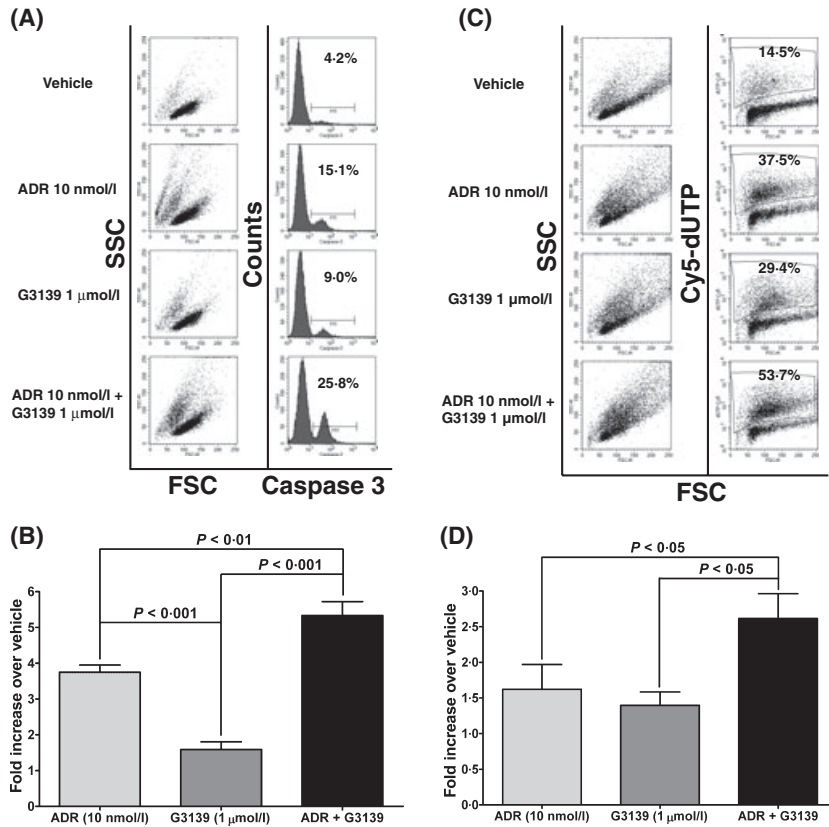 (A)
Vehicle
ADR 10 nmol/l
G3139 1 μmol/l
ADR 10 nmol/l +
G3139 1 μmol/l
SSC
Counts
4·2%
15·1%
9·0%
25·8%
FSC
Caspase 3
(C)
Vehicle
ADR 10 nmol/l
G3139 1 μmol/l
ADR 10 nmol/l +
G3139 1 μmol/l
SSC
Cy5-dUTP
14·5%
37·5%
29·4%
53·7%
FSC
(B)
P < 0·01
P < 0·001
P < 0·001
Fold increase over vehicle
6
5
4
3
2
1
0
ADR (10 nmol/l)
G3139 (1 μmol/l)
ADR + G3139
(D)
P < 0·05
P < 0·05
Fold increase over vehicle
3·0
2·5
2·0
1·5
1·0
0·5
0·0
ADR (10 nmol/l)
G3139 (1 μmol/l)
ADR + G3139